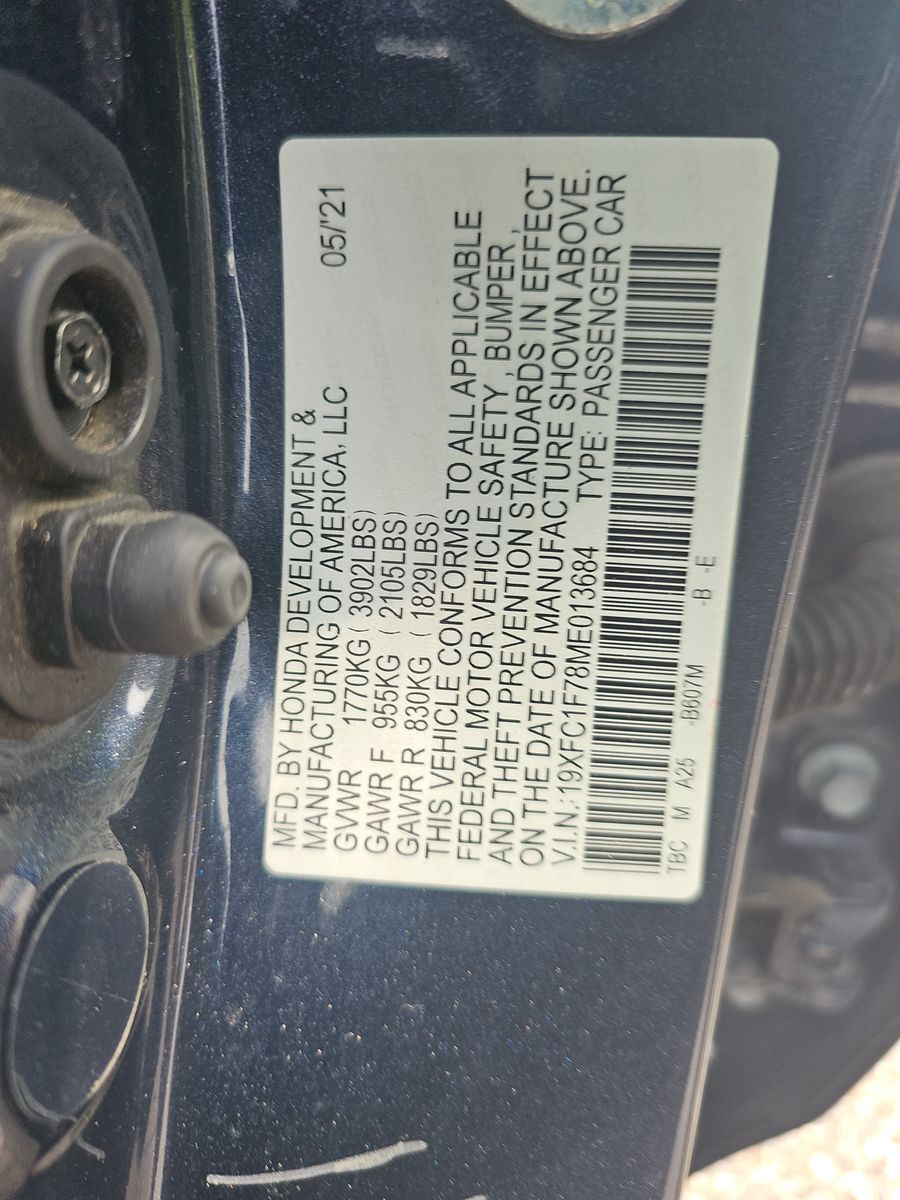 MFD. BY HONDA DEVELOPMENT &
MANUFACTURING OF AMERICA, LLC 05/'21
GVWR 1770KG ( 3902LBS)
GAWR F 955KG ( 2105LBS)
GAWR R 830KG ( 1829LBS)
THIS VEHICLE CONFORMS TO ALL APPLICABLE
FEDERAL MOTOR VEHICLE SAFETY , BUMPER ,
AND THEFT PREVENTION STANDARDS IN EFFECT
ON THE DATE OF MANUFACTURE SHOWN ABOVE.
V.I.N.: 19XFC1F78ME013684 TYPE: PASSENGER CAR
TBC M A25 -B607M -B -E